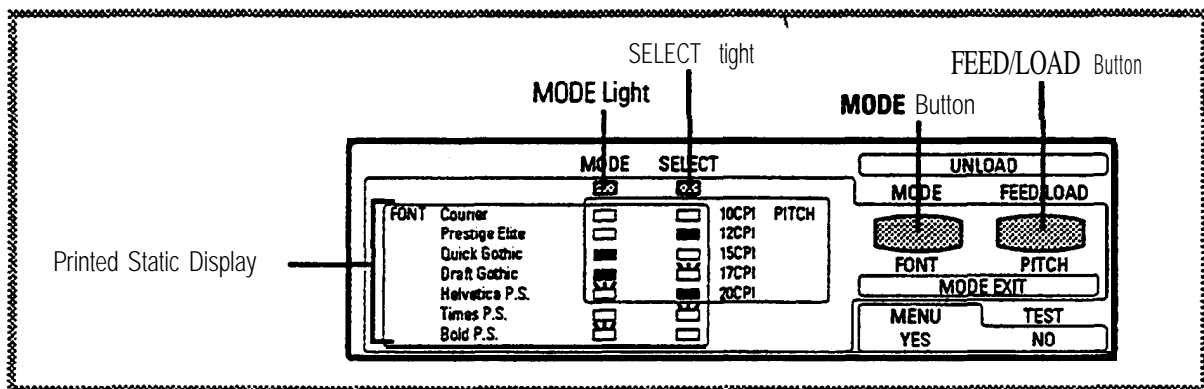 SELECT tight
FEED/LOAD Button
MODE Light
MODE Button
MODE SELECT
UNLOAD
MODE FEED/LOAD
FONT Courier 10CPI PITCH
Prestige Elite 12CPI
Quick Gothic 15CPI
Draft Gothic 17CPI
Helvetica P.S. 20CPI
Times P.S.
Bold P.S.
Printed Static Display
FONT PITCH
MODE EXIT
MENU TEST
YES NO